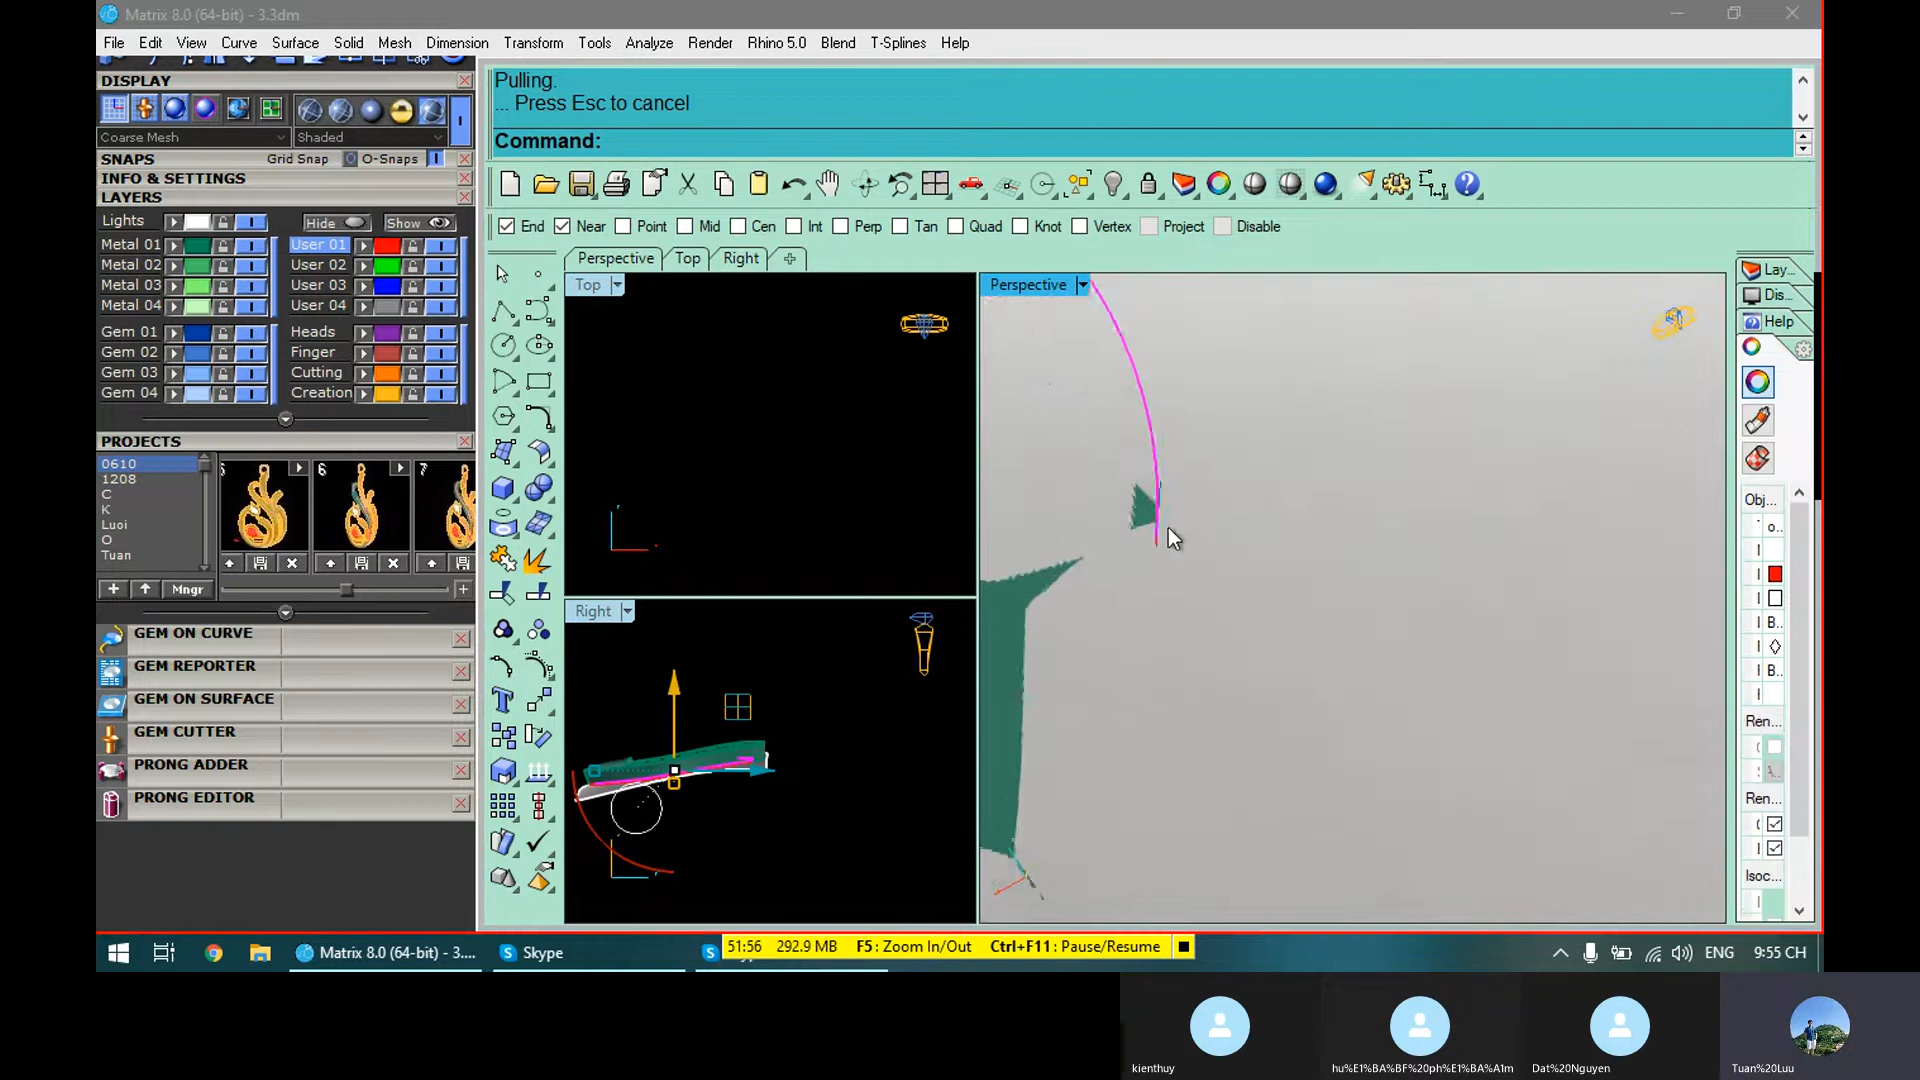 Matrix 8.0 (64-bit) - 3.3dm
File Edit View Curve Surface Solid Mesh Dimension Transform Tools Analyze Render Rhino 5.0 Blend T-Splines Help
DISPLAY
Coarse Mesh Shaded
SNAPS Grid Snap O-Snaps
INFO & SETTINGS
LAYERS
Lights Hide Show
Metal 01 User 01
Metal 02 User 02
Metal 03 User 03
Metal 04 User 04
Gem 01 Heads
Gem 02 Finger
Gem 03 Cutting
Gem 04 Creation
PROJECTS
0610
1208
C
K
Luoi
O
Tuan
6 7
Mngr
GEM ON CURVE
GEM REPORTER
GEM ON SURFACE
GEM CUTTER
PRONG ADDER
PRONG EDITOR
Pulling.
... Press Esc to cancel
Command:
End Near Point Mid Cen Int Perp Tan Quad Knot Vertex Project Disable
Perspective Top Right
Top
Perspective
Right
Lay...
Dis...
Help
Obj...
o..
B..
B..
Ren...
Ren...
Isoc...
Matrix 8.0 (64-bit) - 3....
Skype
51:56 292.9 MB F5: Zoom In/Out Ctrl+F11: Pause/Resume
ENG 9:55 CH
kienthuy
hu%E1%BA%BF%20ph%E1%BA%A1m
Dat%20Nguyen
Tuan%20Luu